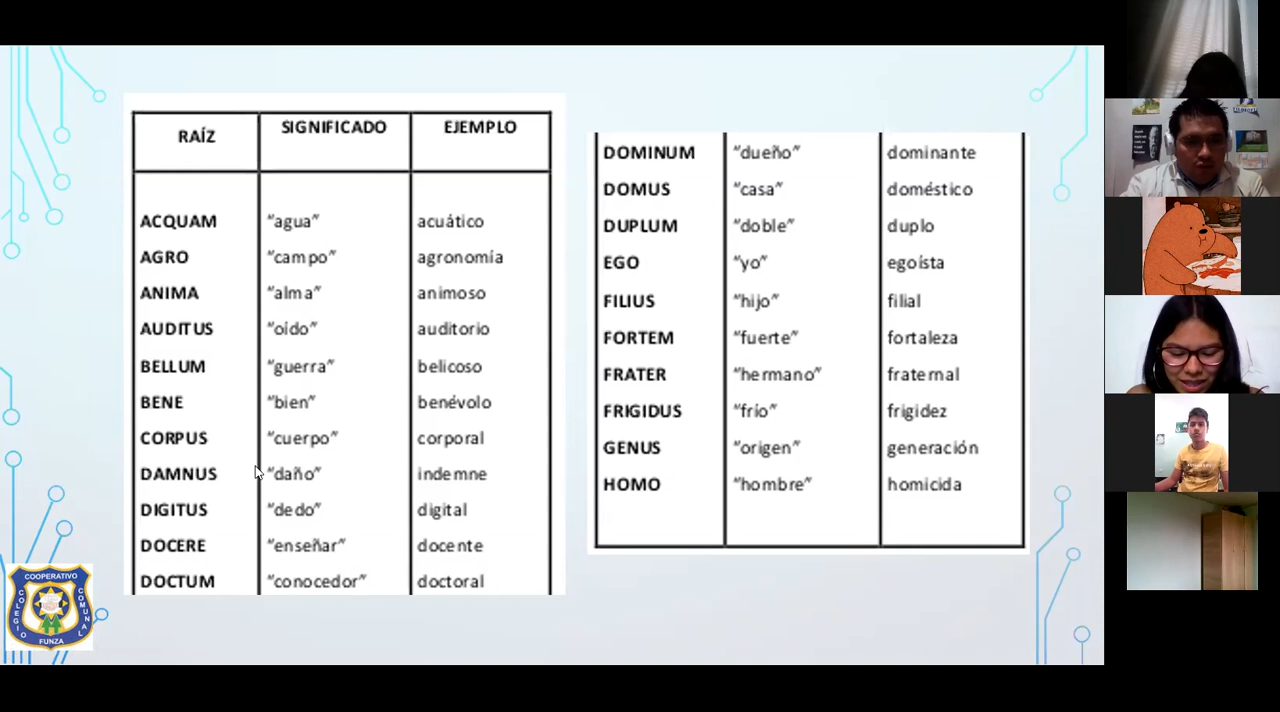 RAÍZ SIGNIFICADO EJEMPLO
ACQUAM “agua” acuático
AGRO “campo” agronomía
ANIMA “alma” animoso
AUDITUS “oído” auditorio
BELLUM “guerra” belicoso
BENE “bien” benévolo
CORPUS “cuerpo” corporal
DAMNUS “daño” indemne
DIGITUS “dedo” digital
DOCERE “enseñar” docente
DOCTUM “conocedor” doctoral
DOMINUM “dueño” dominante
DOMUS “casa” doméstico
DUPLUM “doble” duplo
EGO “yo” egoísta
FILIUS “hijo” filial
FORTEM “fuerte” fortaleza
FRATER “hermano” fraternal
FRIGIDUS “frío” frigidez
GENUS “origen” generación
HOMO “hombre” homicida
COOPERATIVO
COLEGIO
COMUNAL
FUNZA